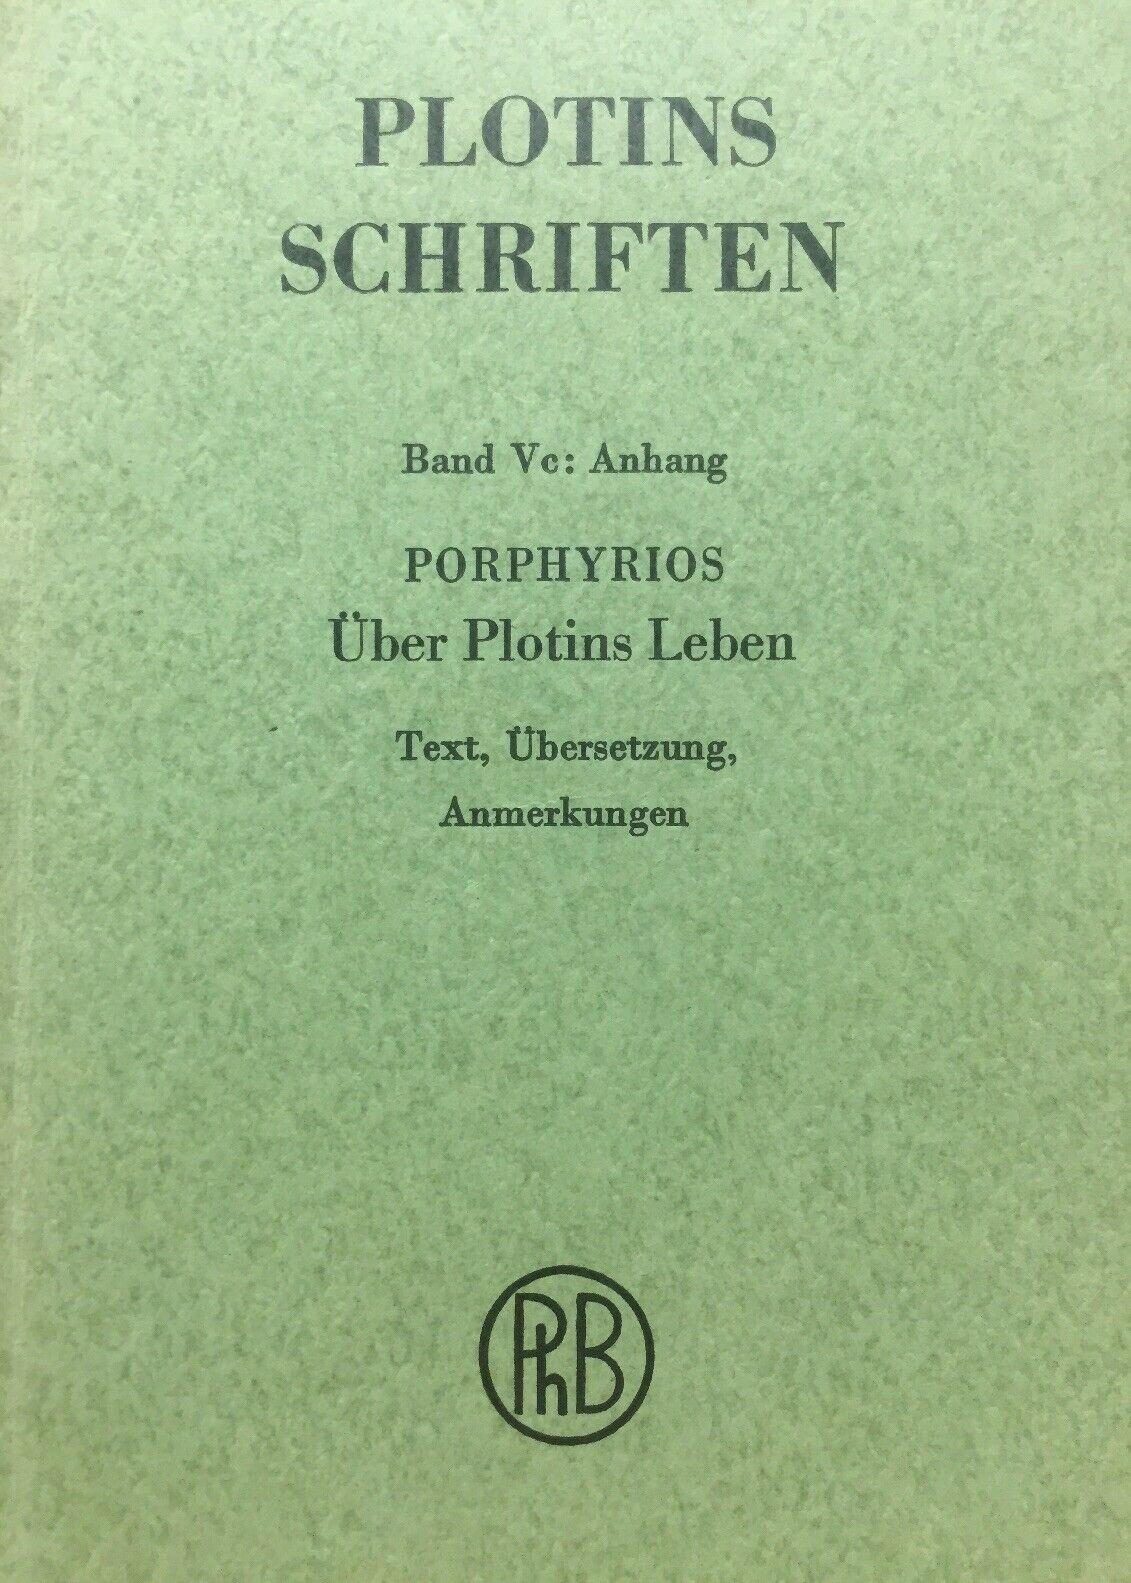 PLOTINS
SCHRIFTEN
Band Vc: Anhang
PORPHYRIOS
Über Plotins Leben
Text, Übersetzung,
Anmerkungen
PhB